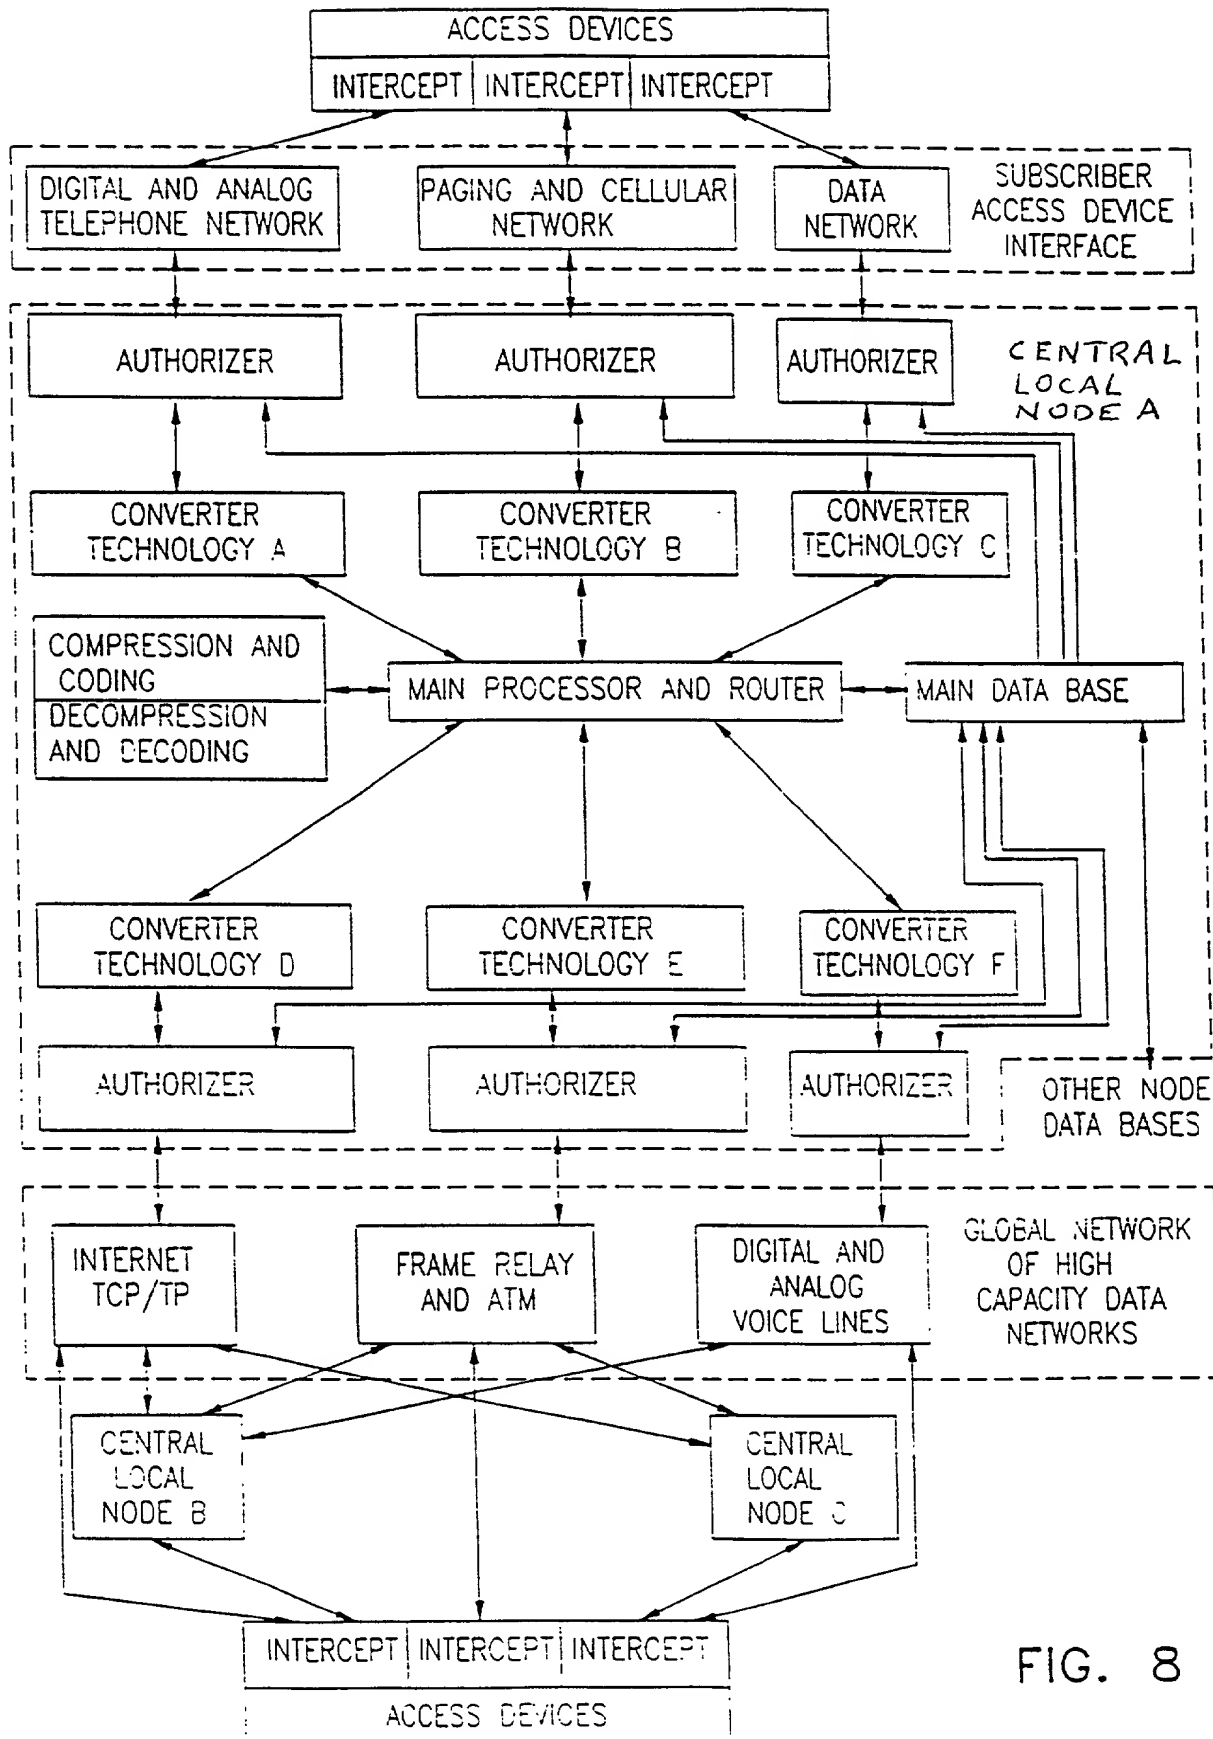 ACCESS DEVICES
INTERCEPT INTERCEPT INTERCEPT
DIGITAL AND ANALOG
TELEPHONE NETWORK
PAGING AND CELLULAR
NETWORK
DATA
NETWORK
SUBSCRIBER
ACCESS DEVICE
INTERFACE
AUTHORIZER
AUTHORIZER
AUTHORIZER
CENTRAL
LOCAL
NODE A
CONVERTER
TECHNOLOGY A
CONVERTER
TECHNOLOGY B
CONVERTER
TECHNOLOGY C
COMPRESSION AND
CODING
DECOMPRESSION
AND DECODING
MAIN PROCESSOR AND ROUTER
MAIN DATA BASE
CONVERTER
TECHNOLOGY D
CONVERTER
TECHNOLOGY E
CONVERTER
TECHNOLOGY F
AUTHORIZER
AUTHORIZER
AUTHORIZER
OTHER NODE
DATA BASES
INTERNET
TCP/TP
FRAME RELAY
AND ATM
DIGITAL AND
ANALOG
VOICE LINES
GLOBAL NETWORK
OF HIGH
CAPACITY DATA
NETWORKS
CENTRAL
LOCAL
NODE B
CENTRAL
LOCAL
NODE C
INTERCEPT INTERCEPT INTERCEPT
ACCESS DEVICES
FIG. 8